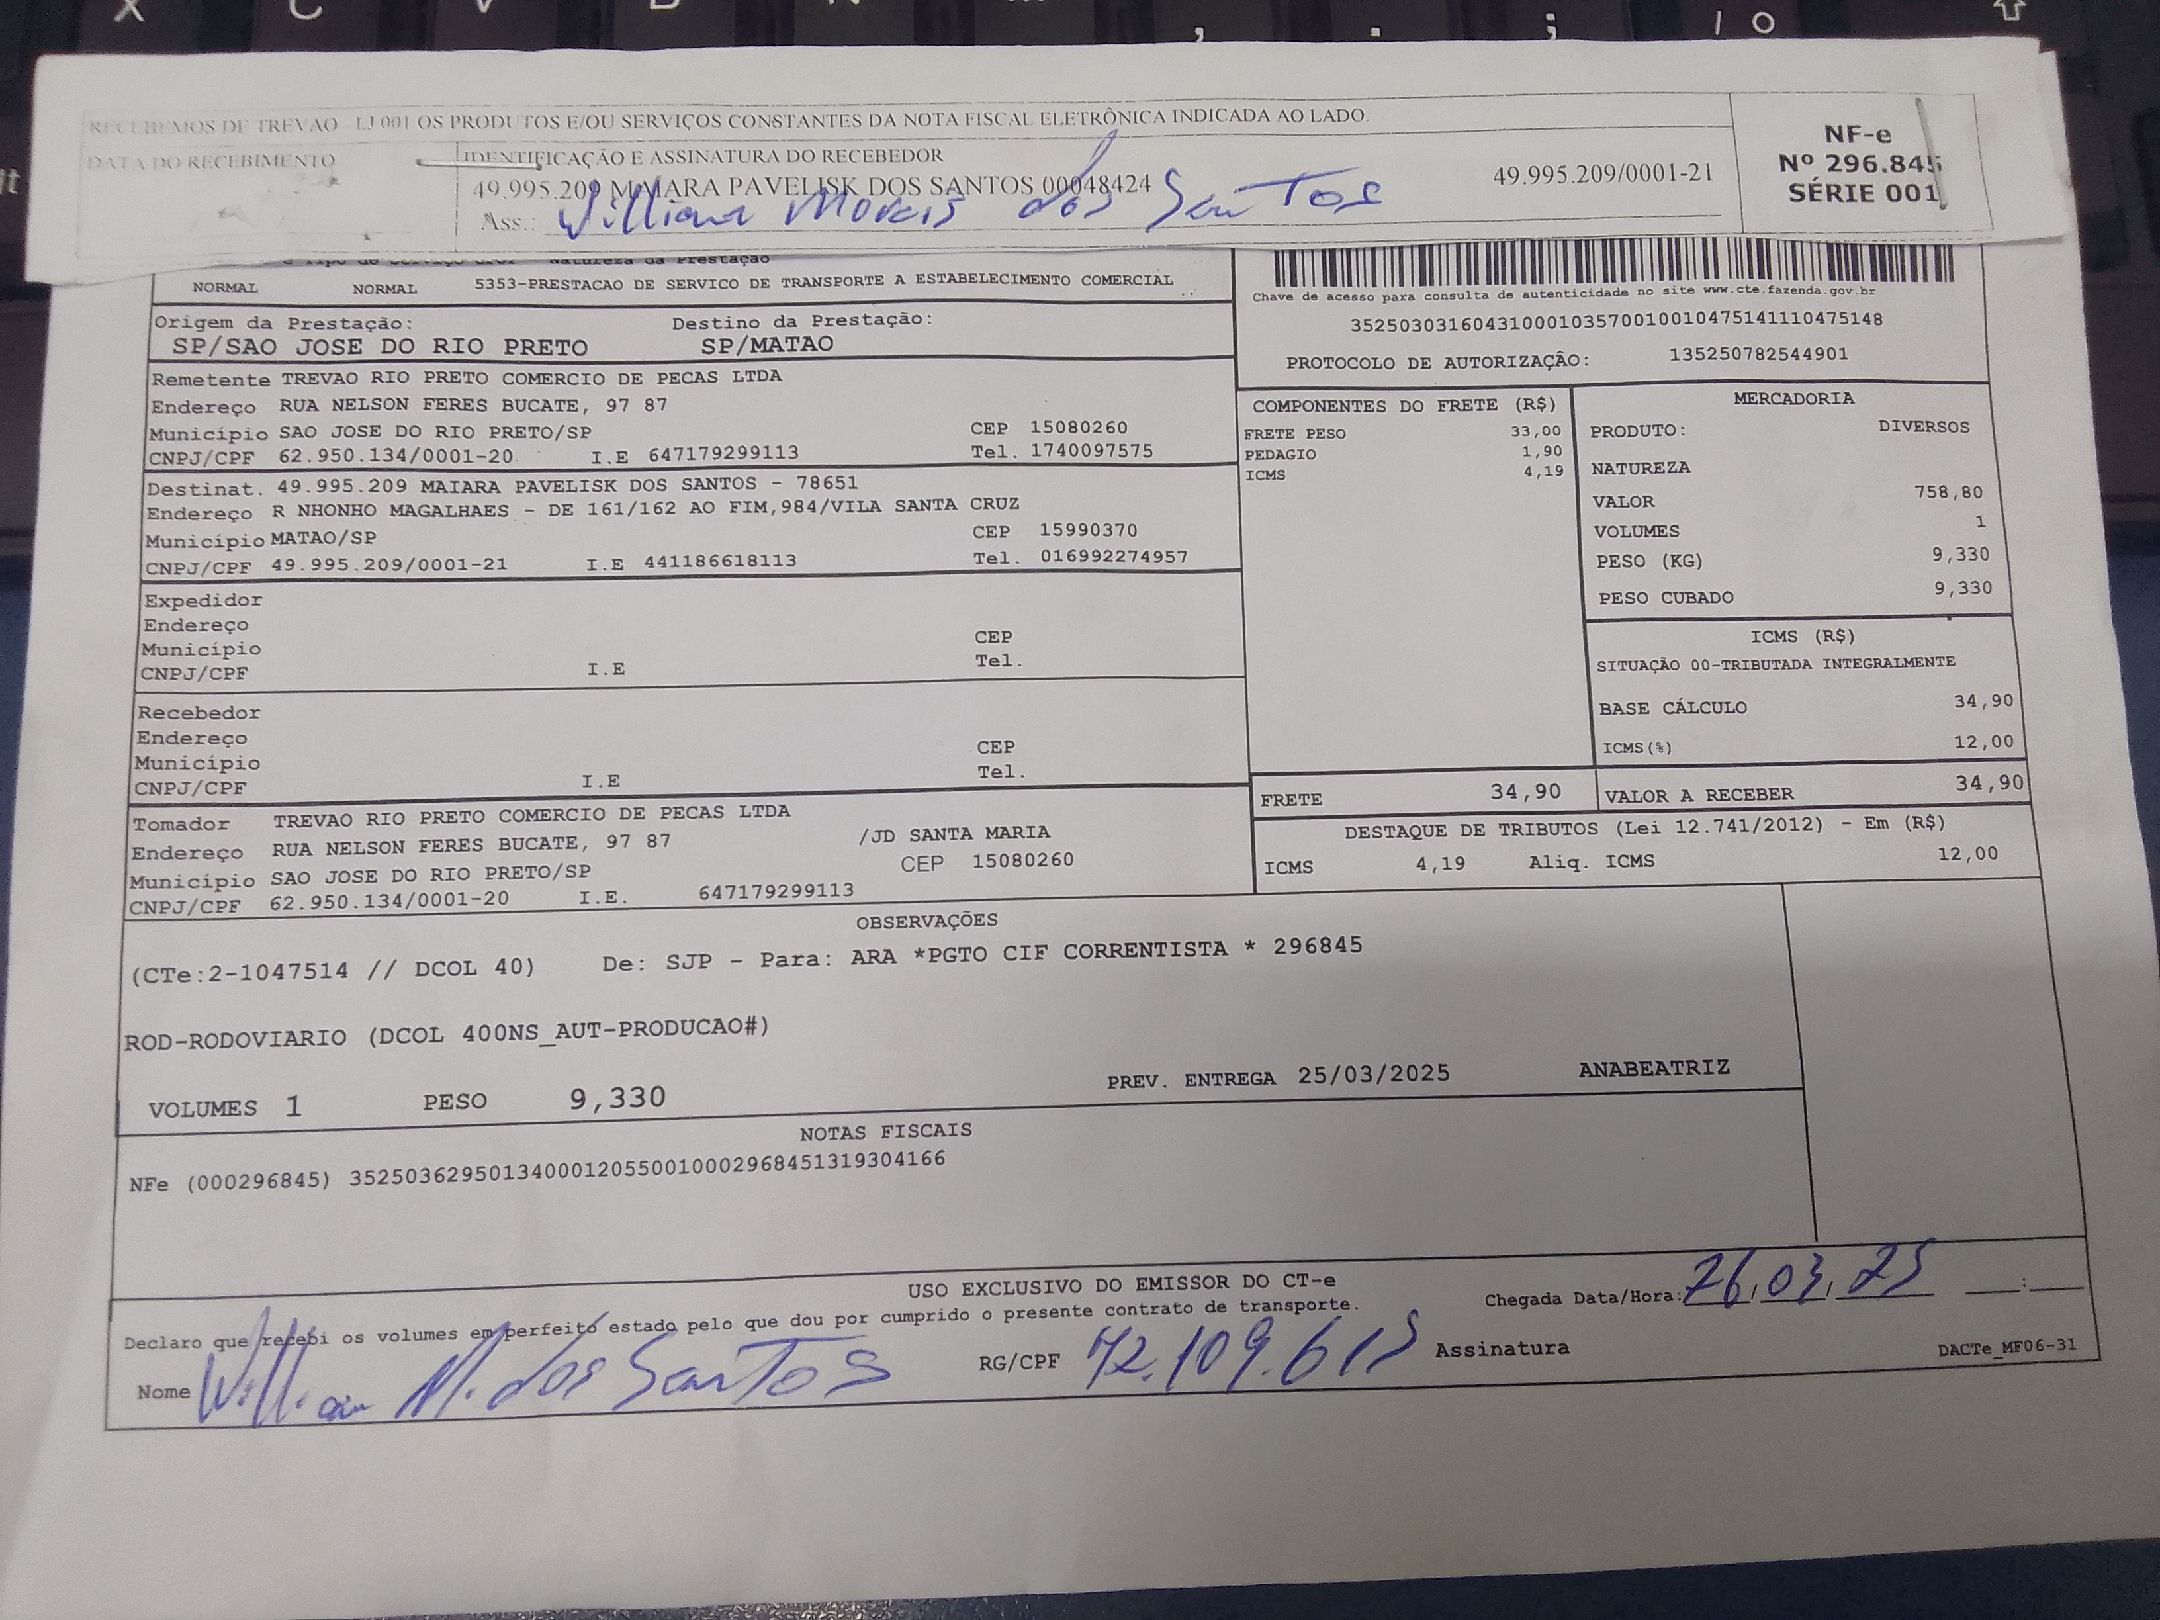 RECEBEMOS DE TREVAO - LJ 001 OS PRODUTOS E/OU SERVIÇOS CONSTANTES DA NOTA FISCAL ELETRÔNICA INDICADA AO LADO.
DATA DO RECEBIMENTO
IDENTIFICAÇÃO E ASSINATURA DO RECEBEDOR
49.995.209 MAIARA PAVELISK DOS SANTOS 00048424 49.995.209/0001-21
Ass.: William Morais dos Santos
NF-e
Nº 296.845
SÉRIE 001
Natureza da Prestação
NORMAL NORMAL 5353-PRESTACAO DE SERVICO DE TRANSPORTE A ESTABELECIMENTO COMERCIAL
Chave de acesso para consulta de autenticidade no site www.cte.fazenda.gov.br
35250303160431000103570010010475141110475148
PROTOCOLO DE AUTORIZAÇÃO: 135250782544901
Origem da Prestação: Destino da Prestação:
SP/SAO JOSE DO RIO PRETO SP/MATAO
Remetente TREVAO RIO PRETO COMERCIO DE PECAS LTDA
Endereço RUA NELSON FERES BUCATE, 97 87
Município SAO JOSE DO RIO PRETO/SP CEP 15080260
CNPJ/CPF 62.950.134/0001-20 I.E 647179299113 Tel. 1740097575
Destinat. 49.995.209 MAIARA PAVELISK DOS SANTOS - 78651
Endereço R NHONHO MAGALHAES - DE 161/162 AO FIM,984/VILA SANTA CRUZ
Município MATAO/SP CEP 15990370
CNPJ/CPF 49.995.209/0001-21 I.E 441186618113 Tel. 016992274957
Expedidor
Endereço
Município CEP
CNPJ/CPF I.E Tel.
Recebedor
Endereço
Município CEP
CNPJ/CPF I.E Tel.
Tomador TREVAO RIO PRETO COMERCIO DE PECAS LTDA
Endereço RUA NELSON FERES BUCATE, 97 87 /JD SANTA MARIA
Município SAO JOSE DO RIO PRETO/SP CEP 15080260
CNPJ/CPF 62.950.134/0001-20 I.E. 647179299113
COMPONENTES DO FRETE (R$)
FRETE PESO 33,00
PEDAGIO 1,90
ICMS 4,19
MERCADORIA
PRODUTO: DIVERSOS
NATUREZA
VALOR 758,80
VOLUMES 1
PESO (KG) 9,330
PESO CUBADO 9,330
ICMS (R$)
SITUAÇÃO 00-TRIBUTADA INTEGRALMENTE
BASE CÁLCULO 34,90
ICMS(%) 12,00
FRETE 34,90 VALOR A RECEBER 34,90
DESTAQUE DE TRIBUTOS (Lei 12.741/2012) - Em (R$)
ICMS 4,19 Aliq. ICMS 12,00
OBSERVAÇÕES
(CTe:2-1047514 // DCOL 40) De: SJP - Para: ARA *PGTO CIF CORRENTISTA * 296845
ROD-RODOVIARIO (DCOL 400NS_AUT-PRODUCAO#)
VOLUMES 1 PESO 9,330 PREV. ENTREGA 25/03/2025 ANABEATRIZ
NOTAS FISCAIS
NFe (000296845) 35250362950134000120550010002968451319304166
USO EXCLUSIVO DO EMISSOR DO CT-e
Declaro que recebi os volumes em perfeito estado pelo que dou por cumprido o presente contrato de transporte. Chegada Data/Hora: 26,03,25 :
Nome William M. dos Santos RG/CPF Assinatura DACTe_MF06-31